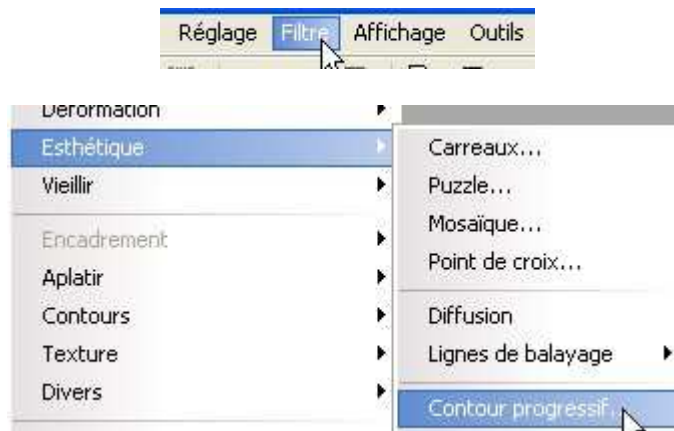 Réglage Filtre Affichage Outils
Déformation
Esthétique
Vieillir
Encadrement
Aplatir
Contours
Texture
Divers
Carreaux...
Puzzle...
Mosaïque...
Point de croix...
Diffusion
Lignes de balayage
Contour progressif...